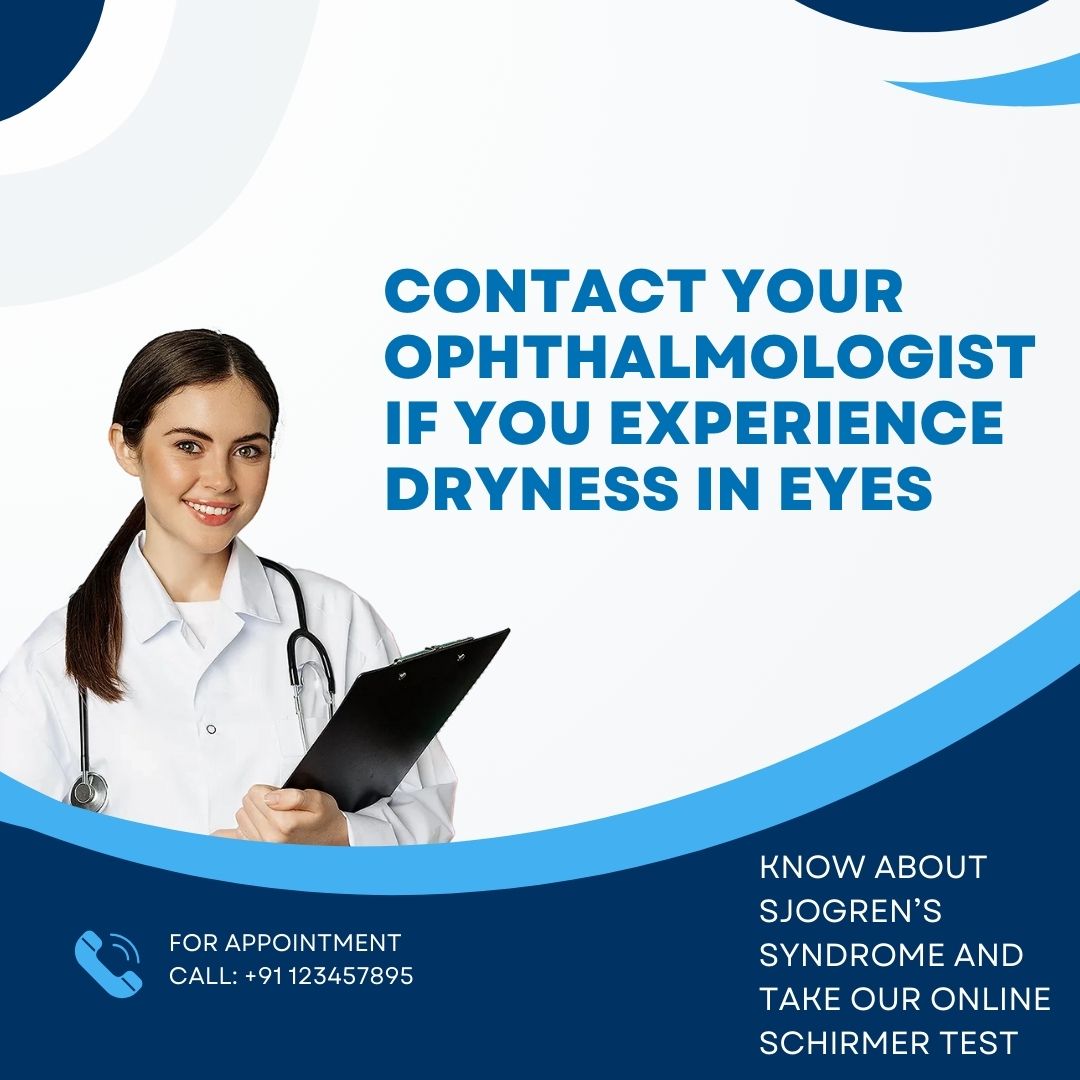 CONTACT YOUR
OPHTHALMOLOGIST
IF YOU EXPERIENCE
DRYNESS IN EYES
FOR APPOINTMENT
CALL: +91 123457895
KNOW ABOUT
SJOGREN’S
SYNDROME AND
TAKE OUR ONLINE
SCHIRMER TEST